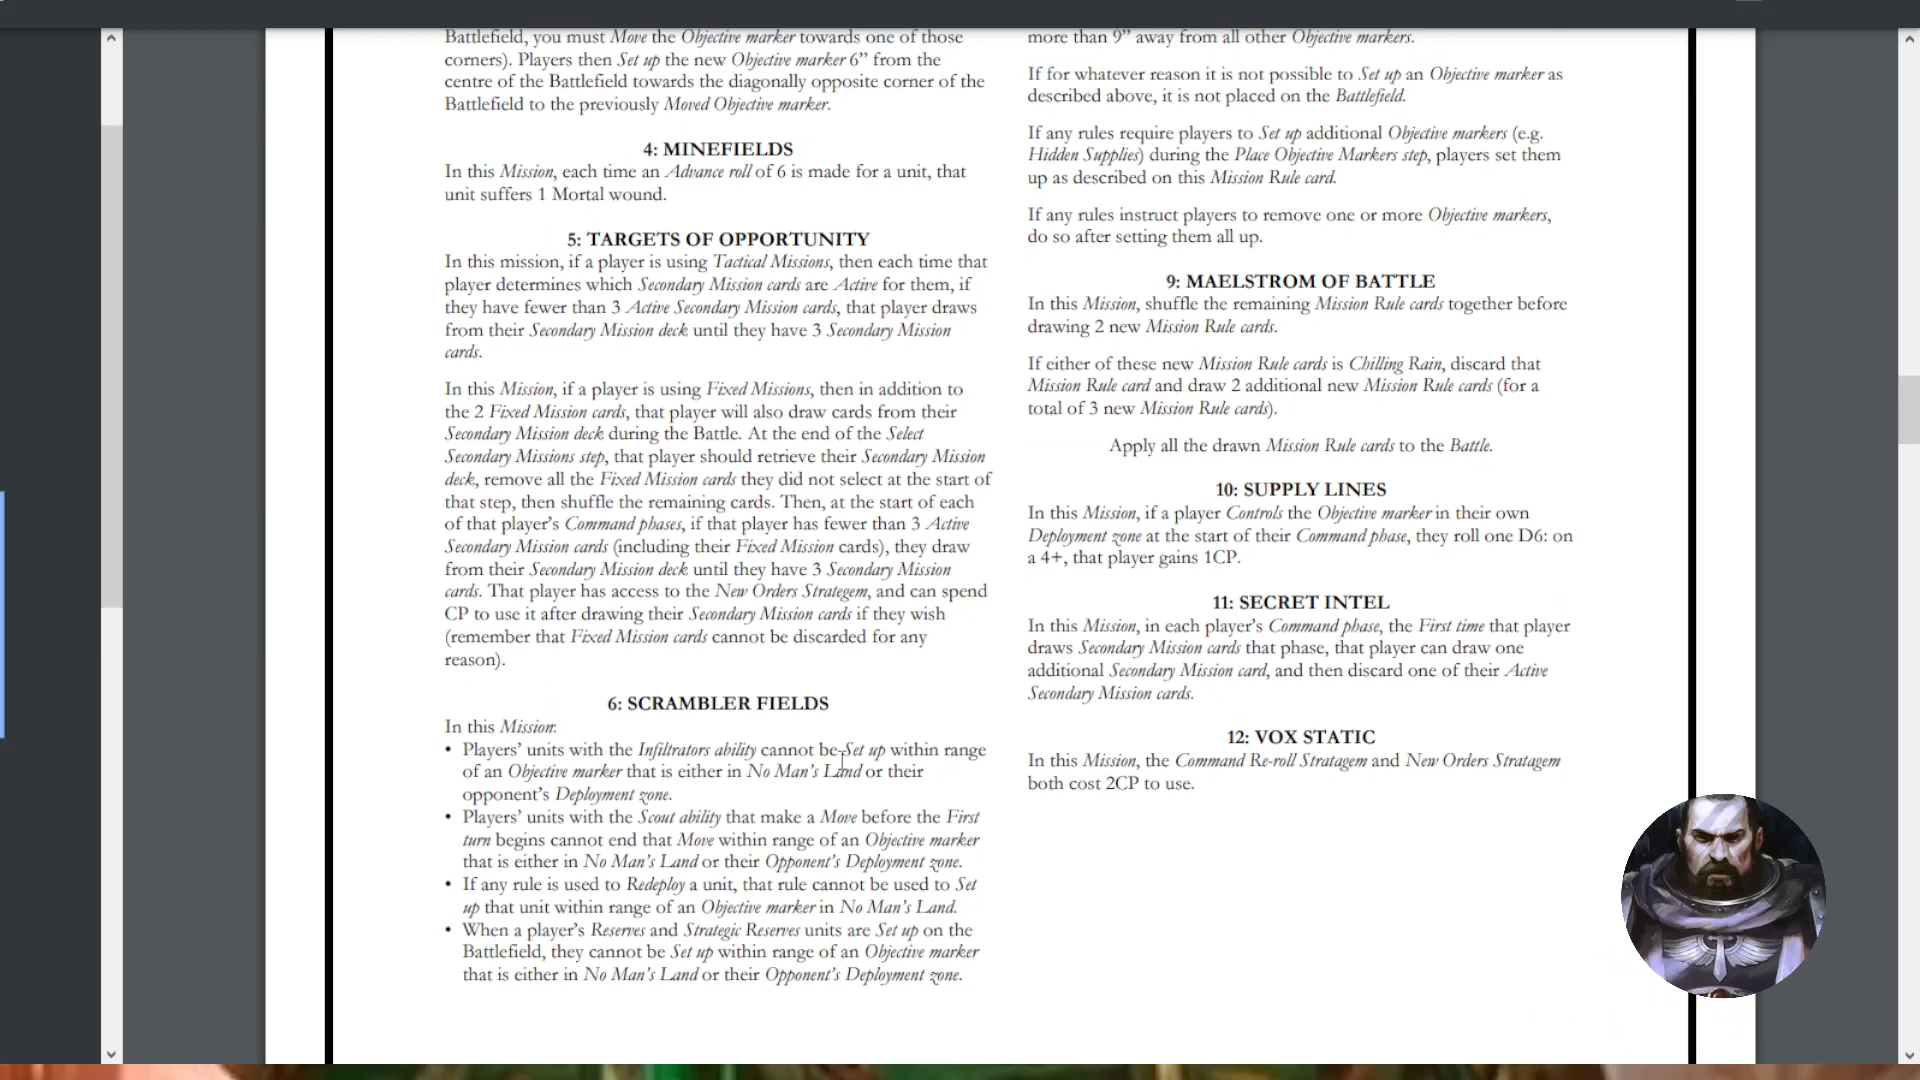 Battlefield, you must Move the Objective marker towards one of those
corners). Players then Set up the new Objective marker 6” from the
centre of the Battlefield towards the diagonally opposite corner of the
Battlefield to the previously Moved Objective marker.
4: MINEFIELDS
In this Mission, each time an Advance roll of 6 is made for a unit, that
unit suffers 1 Mortal wound.
5: TARGETS OF OPPORTUNITY
In this mission, if a player is using Tactical Missions, then each time that
player determines which Secondary Mission cards are Active for them, if
they have fewer than 3 Active Secondary Mission cards, that player draws
from their Secondary Mission deck until they have 3 Secondary Mission
cards.
In this Mission, if a player is using Fixed Missions, then in addition to
the 2 Fixed Mission cards, that player will also draw cards from their
Secondary Mission deck during the Battle. At the end of the Select
Secondary Missions step, that player should retrieve their Secondary Mission
deck, remove all the Fixed Mission cards they did not select at the start of
that step, then shuffle the remaining cards. Then, at the start of each
of that player’s Command phases, if that player has fewer than 3 Active
Secondary Mission cards (including their Fixed Mission cards), they draw
from their Secondary Mission deck until they have 3 Secondary Mission
cards. That player has access to the New Orders Strategem, and can spend
CP to use it after drawing their Secondary Mission cards if they wish
(remember that Fixed Mission cards cannot be discarded for any
reason).
6: SCRAMBLER FIELDS
In this Mission:
• Players’ units with the Infiltrators ability cannot be Set up within range
of an Objective marker that is either in No Man’s Land or their
opponent’s Deployment zone.
• Players’ units with the Scout ability that make a Move before the First
turn begins cannot end that Move within range of an Objective marker
that is either in No Man’s Land or their Opponent’s Deployment zone.
• If any rule is used to Redeploy a unit, that rule cannot be used to Set
up that unit within range of an Objective marker in No Man’s Land.
• When a player’s Reserves and Strategic Reserves units are Set up on the
Battlefield, they cannot be Set up within range of an Objective marker
that is either in No Man’s Land or their Opponent’s Deployment zone.
more than 9” away from all other Objective markers.
If for whatever reason it is not possible to Set up an Objective marker as
described above, it is not placed on the Battlefield.
If any rules require players to Set up additional Objective markers (e.g.
Hidden Supplies) during the Place Objective Markers step, players set them
up as described on this Mission Rule card.
If any rules instruct players to remove one or more Objective markers,
do so after setting them all up.
9: MAELSTROM OF BATTLE
In this Mission, shuffle the remaining Mission Rule cards together before
drawing 2 new Mission Rule cards.
If either of these new Mission Rule cards is Chilling Rain, discard that
Mission Rule card and draw 2 additional new Mission Rule cards (for a
total of 3 new Mission Rule cards).
Apply all the drawn Mission Rule cards to the Battle.
10: SUPPLY LINES
In this Mission, if a player Controls the Objective marker in their own
Deployment zone at the start of their Command phase, they roll one D6: on
a 4+, that player gains 1CP.
11: SECRET INTEL
In this Mission, in each player’s Command phase, the First time that player
draws Secondary Mission cards that phase, that player can draw one
additional Secondary Mission card, and then discard one of their Active
Secondary Mission cards.
12: VOX STATIC
In this Mission, the Command Re-roll Stratagem and New Orders Stratagem
both cost 2CP to use.